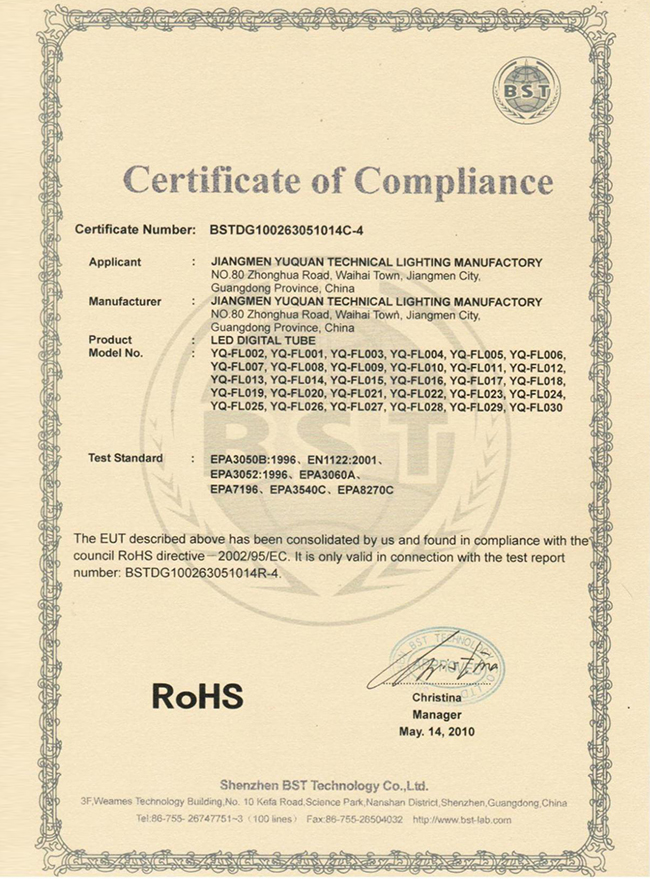 BST
Certificate of Compliance
Certificate Number: BSTDG100263051014C-4
Applicant : JIANGMEN YUQUAN TECHNICAL LIGHTING MANUFACTORY
NO.80 Zhonghua Road, Waihai Town, Jiangmen City,
Guangdong Province, China
Manufacturer : JIANGMEN YUQUAN TECHNICAL LIGHTING MANUFACTORY
NO.80 Zhonghua Road, Waihai Town, Jiangmen City,
Guangdong Province, China
Product : LED DIGITAL TUBE
Model No. : YQ-FL002, YQ-FL001, YQ-FL003, YQ-FL004, YQ-FL005, YQ-FL006,
YQ-FL007, YQ-FL008, YQ-FL009, YQ-FL010, YQ-FL011, YQ-FL012,
YQ-FL013, YQ-FL014, YQ-FL015, YQ-FL016, YQ-FL017, YQ-FL018,
YQ-FL019, YQ-FL020, YQ-FL021, YQ-FL022, YQ-FL023, YQ-FL024,
YQ-FL025, YQ-FL026, YQ-FL027, YQ-FL028, YQ-FL029, YQ-FL030
BST
Test Standard : EPA3050B:1996、EN1122:2001、
EPA3052:1996、EPA3060A、
EPA7196、EPA3540C、EPA8270C
The EUT described above has been consolidated by us and found in compliance with the
council RoHS directive－2002/95/EC. It is only valid in connection with the test report
number: BSTDG100263051014R-4.
BST TECHNOLOGY CO LTD
Christina
RoHS
Christina
Manager
May. 14, 2010
Shenzhen BST Technology Co.,Ltd.
3F,Weames Technology Building,No. 10 Kefa Road,Science Park,Nanshan District,Shenzhen,Guangdong,China
Tel:86-755- 26747751~3（100 lines） Fax:86-755-26504032 http://www.bst-lab.com